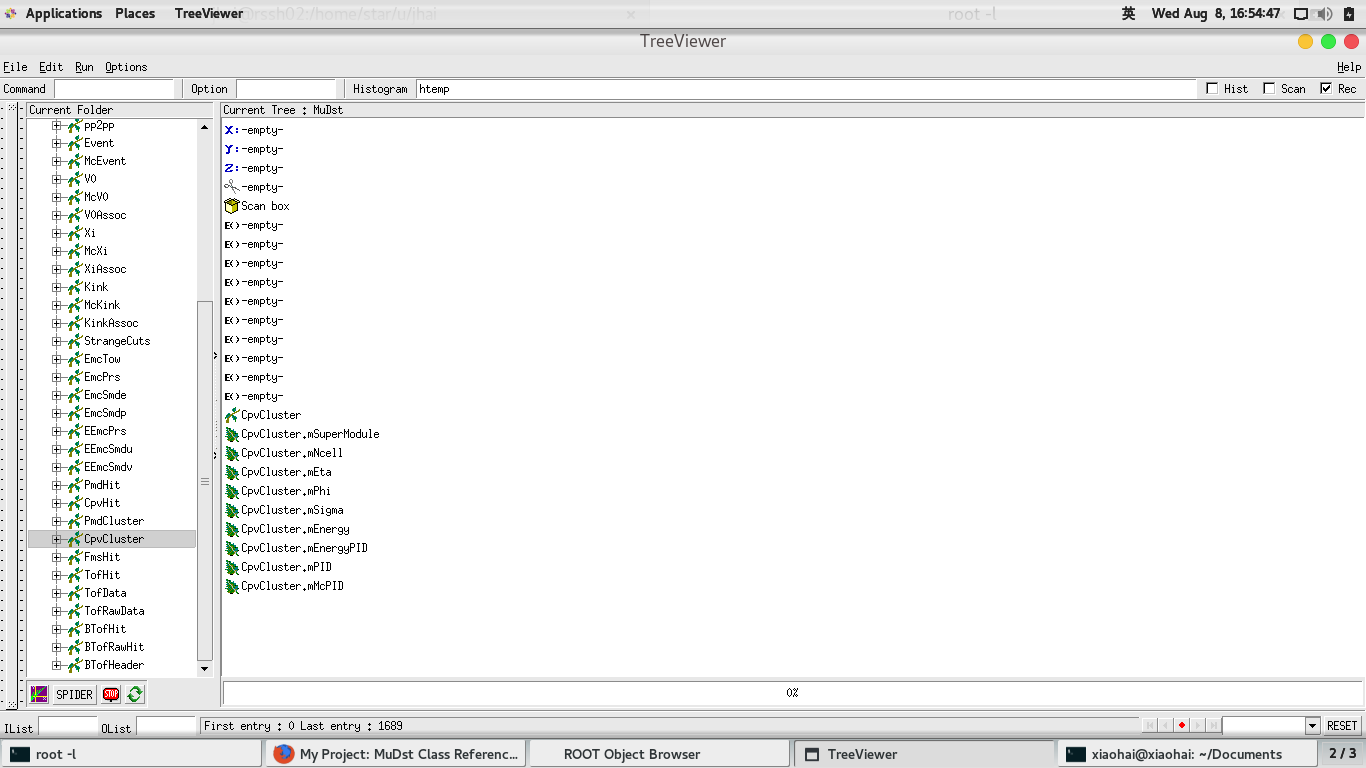 Applications Places TreeViewer @rssh02:/home/star/u/jhai root -l 英 Wed Aug 8, 16:54:47
TreeViewer
File Edit Run Options Help
Command Option Histogram htemp Hist Scan Rec
Current Folder
pp2pp
Event
McEvent
V0
McV0
V0Assoc
Xi
McXi
XiAssoc
Kink
McKink
KinkAssoc
StrangeCuts
EmcTow
EmcPrs
EmcSmde
EmcSmdp
EEmcPrs
EEmcSmdu
EEmcSmdv
PmdHit
CpvHit
PmdCluster
CpvCluster
FmsHit
TofHit
TofData
TofRawData
BTofHit
BTofRawHit
BTofHeader
SPIDER STOP
Current Tree : MuDst
X:-empty-
Y:-empty-
Z:-empty-
-empty-
Scan box
E()-empty-
E()-empty-
E()-empty-
E()-empty-
E()-empty-
E()-empty-
E()-empty-
E()-empty-
E()-empty-
E()-empty-
CpvCluster
CpvCluster.mSuperModule
CpvCluster.mNcell
CpvCluster.mEta
CpvCluster.mPhi
CpvCluster.mSigma
CpvCluster.mEnergy
CpvCluster.mEnergyPID
CpvCluster.mPID
CpvCluster.mMcPID
0%
IList OList First entry : 0 Last entry : 1689 RESET
root -l My Project: MuDst Class Referenc... ROOT Object Browser TreeViewer xiaohai@xiaohai: ~/Documents 2 / 3